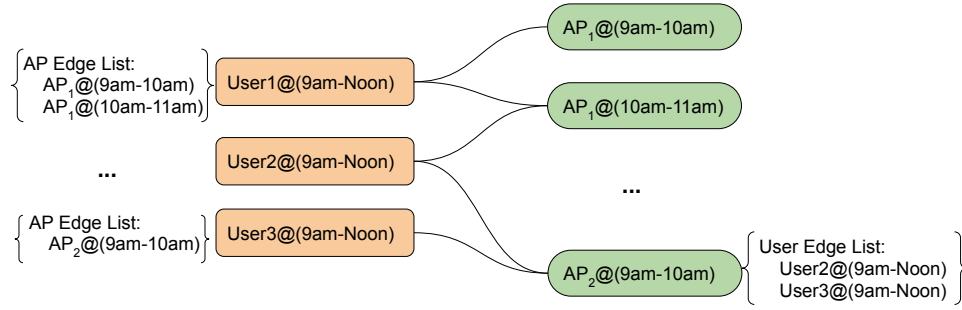 AP₁@(9am-10am)
AP Edge List:
AP₁@(9am-10am)
AP₁@(10am-11am)
User1@(9am-Noon)
AP₁@(10am-11am)
...
User2@(9am-Noon)
...
AP Edge List:
AP₂@(9am-10am)
User3@(9am-Noon)
AP₂@(9am-10am)
User Edge List:
User2@(9am-Noon)
User3@(9am-Noon)